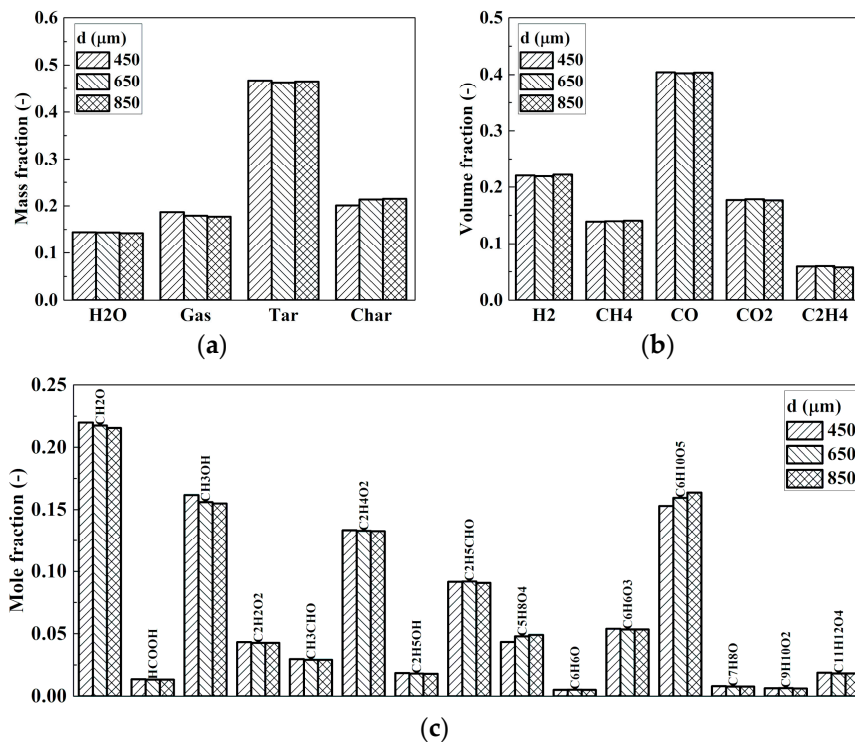 (a)
Mass fraction (-)
0.6
0.5
0.4
0.3
0.2
0.1
0.0
d (μm)
450
650
850
H2O Gas Tar Char
(a)
(b)
Volume fraction (-)
0.5
0.4
0.3
0.2
0.1
0.0
d (μm)
450
650
850
H2 CH4 CO CO2 C2H4
(b)
Mole fraction (-)
0.25
0.20
0.15
0.10
0.05
0.00
(c)
d (μm)
450
650
850
CH2O
HCOOH
CH3OH
C2H2O2
CH3CHO
C2H4O2
C2H5OH
C2H5CHO
C5H8O4
C6H6O
C6H6O3
C6H10O5
C7H8O
C9H10O2
C11H12O4
(c)